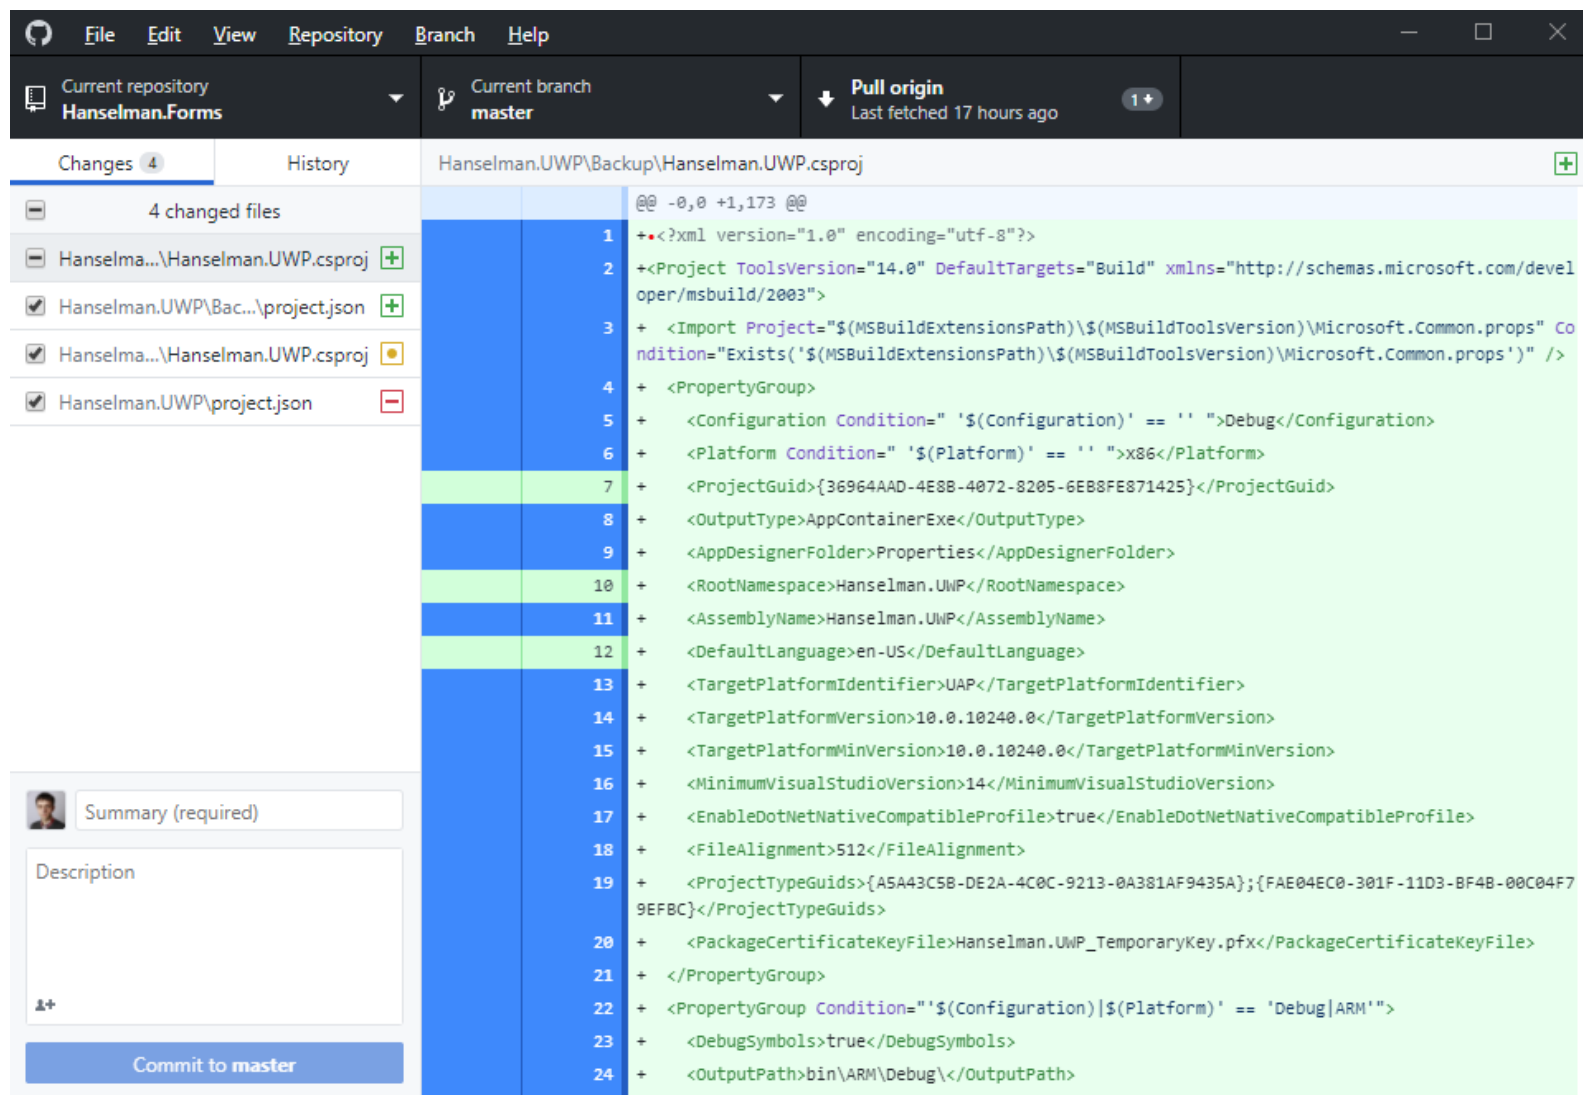 File Edit View Repository Branch Help
Current repository
Hanselman.Forms
Current branch
master
Pull origin
Last fetched 17 hours ago
1
Changes 4
History
Hanselman.UWP\Backup\Hanselman.UWP.csproj
4 changed files
Hanselma...\Hanselman.UWP.csproj
Hanselman.UWP\Bac...\project.json
Hanselma...\Hanselman.UWP.csproj
Hanselman.UWP\project.json
Summary (required)
Description
Commit to master
@@ -0,0 +1,173 @@
1 +<?xml version="1.0" encoding="utf-8"?>
2 +<Project ToolsVersion="14.0" DefaultTargets="Build" xmlns="http://schemas.microsoft.com/devel
oper/msbuild/2003">
3 + <Import Project="$(MSBuildExtensionsPath)\$(MSBuildToolsVersion)\Microsoft.Common.props" Co
ndition="Exists('$(MSBuildExtensionsPath)\$(MSBuildToolsVersion)\Microsoft.Common.props')" />
4 + <PropertyGroup>
5 + <Configuration Condition=" '$(Configuration)' == '' ">Debug</Configuration>
6 + <Platform Condition=" '$(Platform)' == '' ">x86</Platform>
7 + <ProjectGuid>{36964AAD-4E8B-4072-8205-6EB8FE871425}</ProjectGuid>
8 + <OutputType>AppContainerExe</OutputType>
9 + <AppDesignerFolder>Properties</AppDesignerFolder>
10 + <RootNamespace>Hanselman.UWP</RootNamespace>
11 + <AssemblyName>Hanselman.UWP</AssemblyName>
12 + <DefaultLanguage>en-US</DefaultLanguage>
13 + <TargetPlatformIdentifier>UAP</TargetPlatformIdentifier>
14 + <TargetPlatformVersion>10.0.10240.0</TargetPlatformVersion>
15 + <TargetPlatformMinVersion>10.0.10240.0</TargetPlatformMinVersion>
16 + <MinimumVisualStudioVersion>14</MinimumVisualStudioVersion>
17 + <EnableDotNetNativeCompatibleProfile>true</EnableDotNetNativeCompatibleProfile>
18 + <FileAlignment>512</FileAlignment>
19 + <ProjectTypeGuids>{A5A43C5B-DE2A-4C0C-9213-0A381AF9435A};{FAE04EC0-301F-11D3-BF4B-00C04F7
9EFBC}</ProjectTypeGuids>
20 + <PackageCertificateKeyFile>Hanselman.UWP_TemporaryKey.pfx</PackageCertificateKeyFile>
21 + </PropertyGroup>
22 + <PropertyGroup Condition="'$(Configuration)|$(Platform)' == 'Debug|ARM'">
23 + <DebugSymbols>true</DebugSymbols>
24 + <OutputPath>bin\ARM\Debug\</OutputPath>